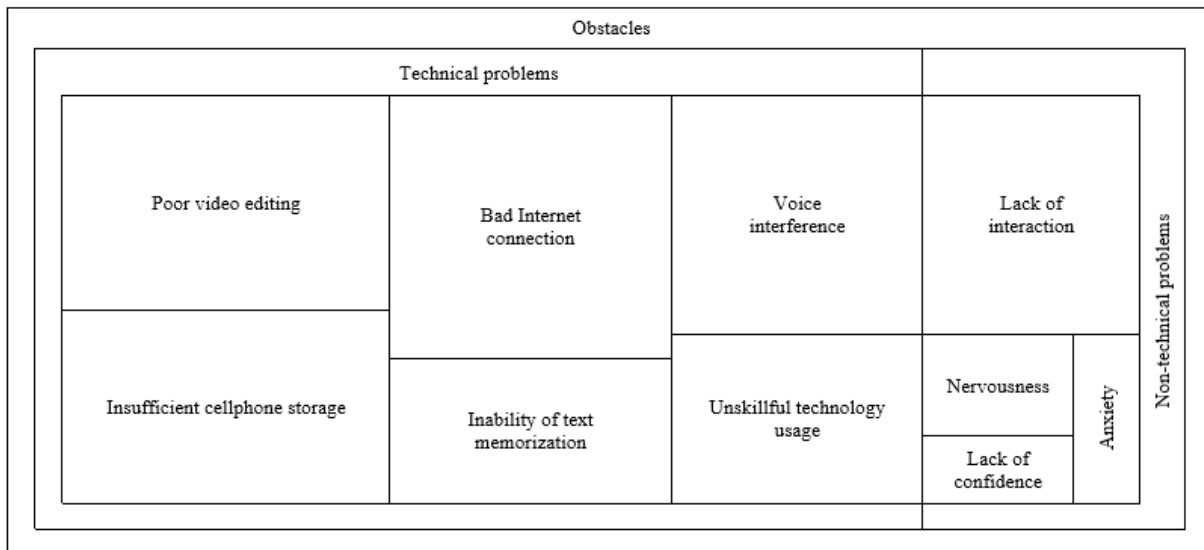 Obstacles
Technical problems
Poor video editing
Bad Internet
connection
Voice
interference
Lack of
interaction
Insufficient cellphone storage
Inability of text
memorization
Unskillful technology
usage
Nervousness
Lack of
confidence
Anxiety
Non-technical problems